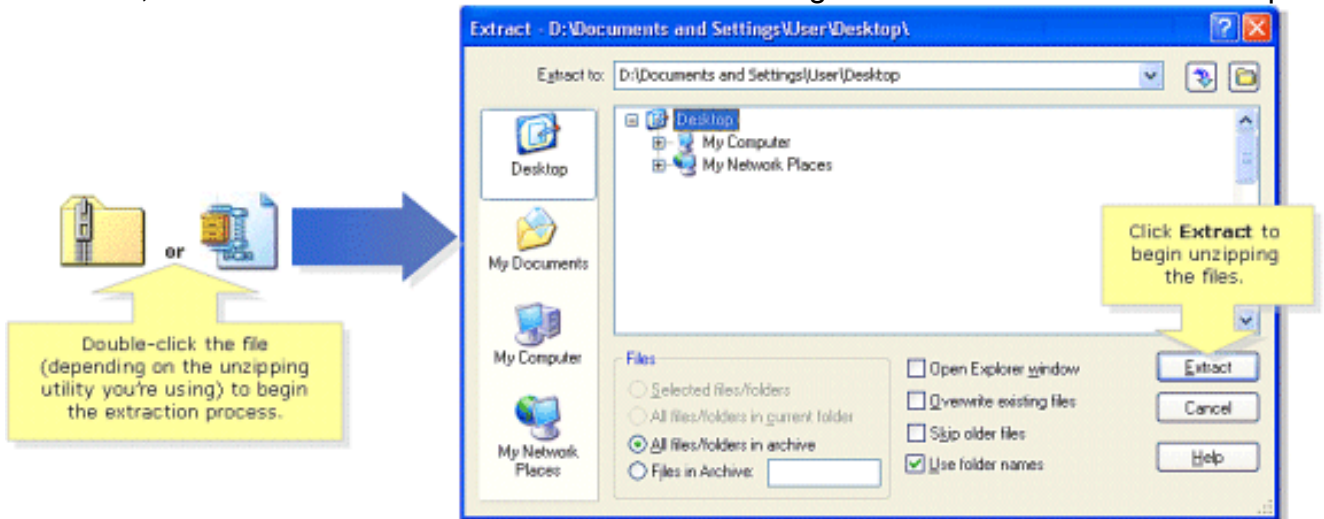 Extract - D:\Documents and Settings\User\Desktop\
Extract to: D:\Documents and Settings\User\Desktop
Desktop
My Computer
My Network Places
Desktop
My Documents
My Computer
My Network
Places
or
Double-click the file
(depending on the unzipping
utility you're using) to begin
the extraction process.
Click Extract to
begin unzipping
the files.
Files
Selected files/folders
All files/folders in current folder
All files/folders in archive
Files in Archive:
Open Explorer window
Overwrite existing files
Skip older files
Use folder names
Extract
Cancel
Help